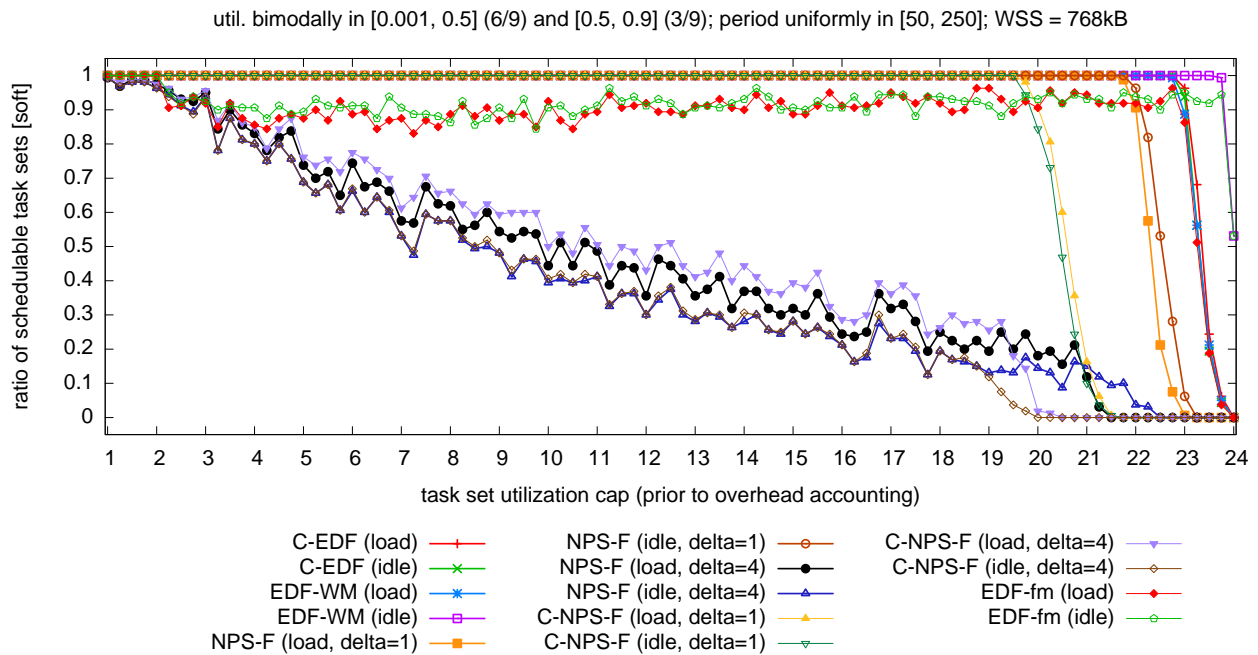 util. bimodally in [0.001, 0.5] (6/9) and [0.5, 0.9] (3/9); period uniformly in [50, 250]; WSS = 768kB
ratio of schedulable task sets [soft]
1
0.9
0.8
0.7
0.6
0.5
0.4
0.3
0.2
0.1
0
1 2 3 4 5 6 7 8 9 10 11 12 13 14 15 16 17 18 19 20 21 22 23 24
task set utilization cap (prior to overhead accounting)
C-EDF (load)
C-EDF (idle)
EDF-WM (load)
EDF-WM (idle)
NPS-F (load, delta=1)
NPS-F (idle, delta=1)
NPS-F (load, delta=4)
NPS-F (idle, delta=4)
C-NPS-F (load, delta=1)
C-NPS-F (idle, delta=1)
C-NPS-F (load, delta=4)
C-NPS-F (idle, delta=4)
EDF-fm (load)
EDF-fm (idle)